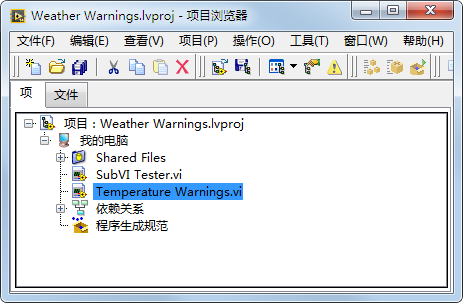 Weather Warnings.lvproj - 项目浏览器
文件(F) 编辑(E) 查看(V) 项目(P) 操作(O) 工具(T) 窗口(W) 帮助(H)
项 文件
项目：Weather Warnings.lvproj
我的电脑
Shared Files
SubVI Tester.vi
Temperature Warnings.vi
依赖关系
程序生成规范